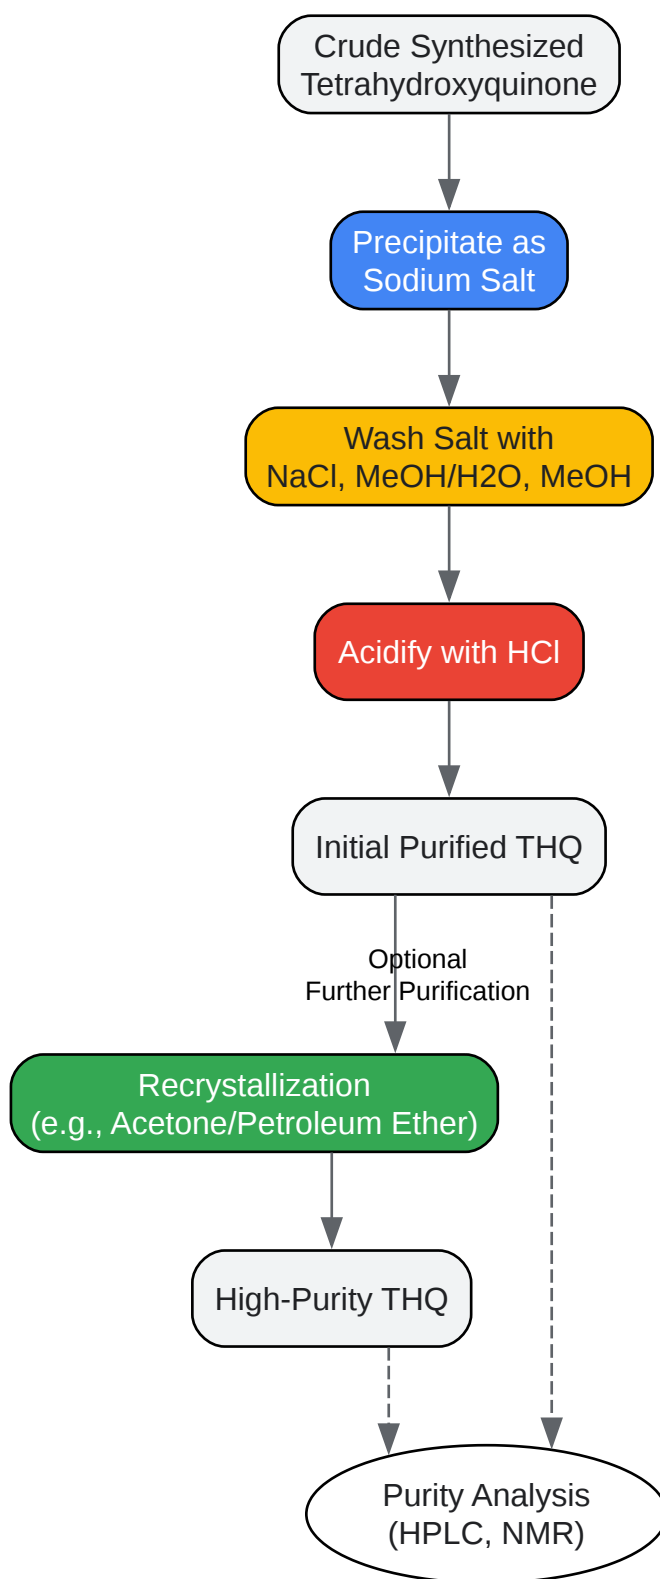 Crude Synthesized
Tetrahydroxyquinone
Precipitate as
Sodium Salt
Wash Salt with
NaCl, MeOH/H2O, MeOH
Acidify with HCl
Initial Purified THQ
Optional
Further Purification
Recrystallization
(e.g., Acetone/Petroleum Ether)
High-Purity THQ
Purity Analysis
(HPLC, NMR)